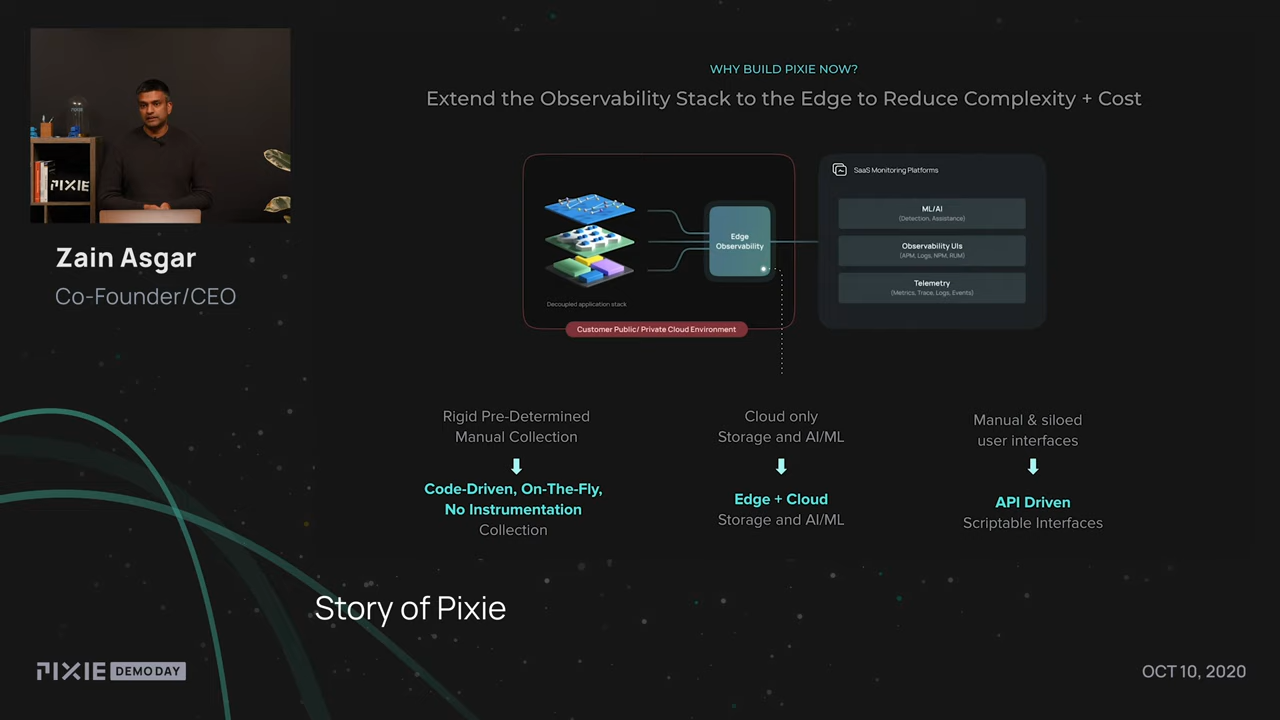 WHY BUILD PIXIE NOW?
Extend the Observability Stack to the Edge to Reduce Complexity + Cost
PIXIE
Zain Asgar
Co-Founder/CEO
Edge
Observability
Decoupled application stack
Customer Public/ Private Cloud Environment
SaaS Monitoring Platforms
ML/AI
(Detection, Assistance)
Observability UIs
(APM, Logs, NPM, RUM)
Telemetry
(Metrics, Trace, Logs, Events)
Rigid Pre-Determined
Manual Collection
Code-Driven, On-The-Fly,
No Instrumentation
Collection
Cloud only
Storage and AI/ML
Edge + Cloud
Storage and AI/ML
Manual & siloed
user interfaces
API Driven
Scriptable Interfaces
Story of Pixie
PIXIE DEMO DAY
OCT 10, 2020